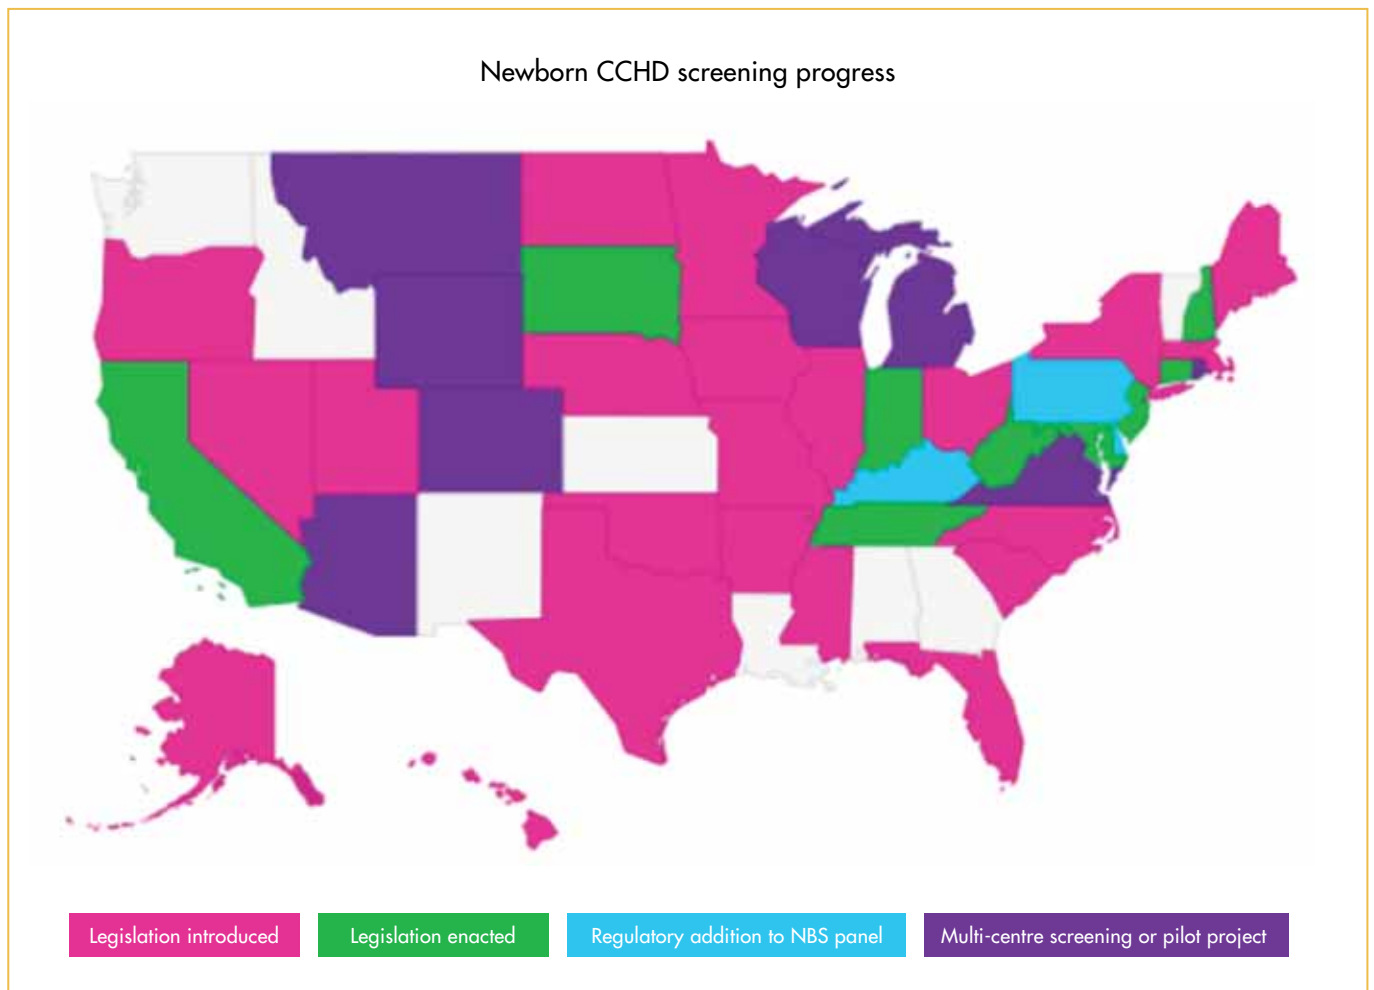 Newborn CCHD screening progress
Legislation introduced
Legislation enacted
Regulatory addition to NBS panel
Multi-centre screening or pilot project